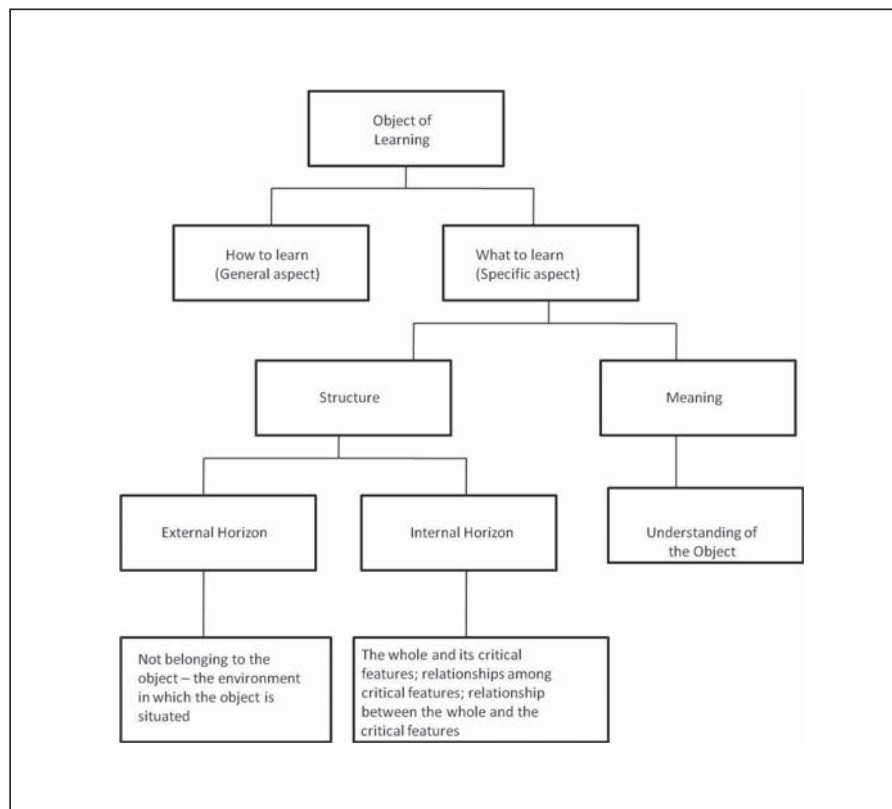 Object of
Learning
How to learn
(General aspect)
What to learn
(Specific aspect)
Structure
Meaning
External Horizon
Internal Horizon
Understanding of
the Object
Not belonging to the
object – the environment
in which the object is
situated
The whole and its critical
features; relationships among
critical features; relationship
between the whole and the
critical features